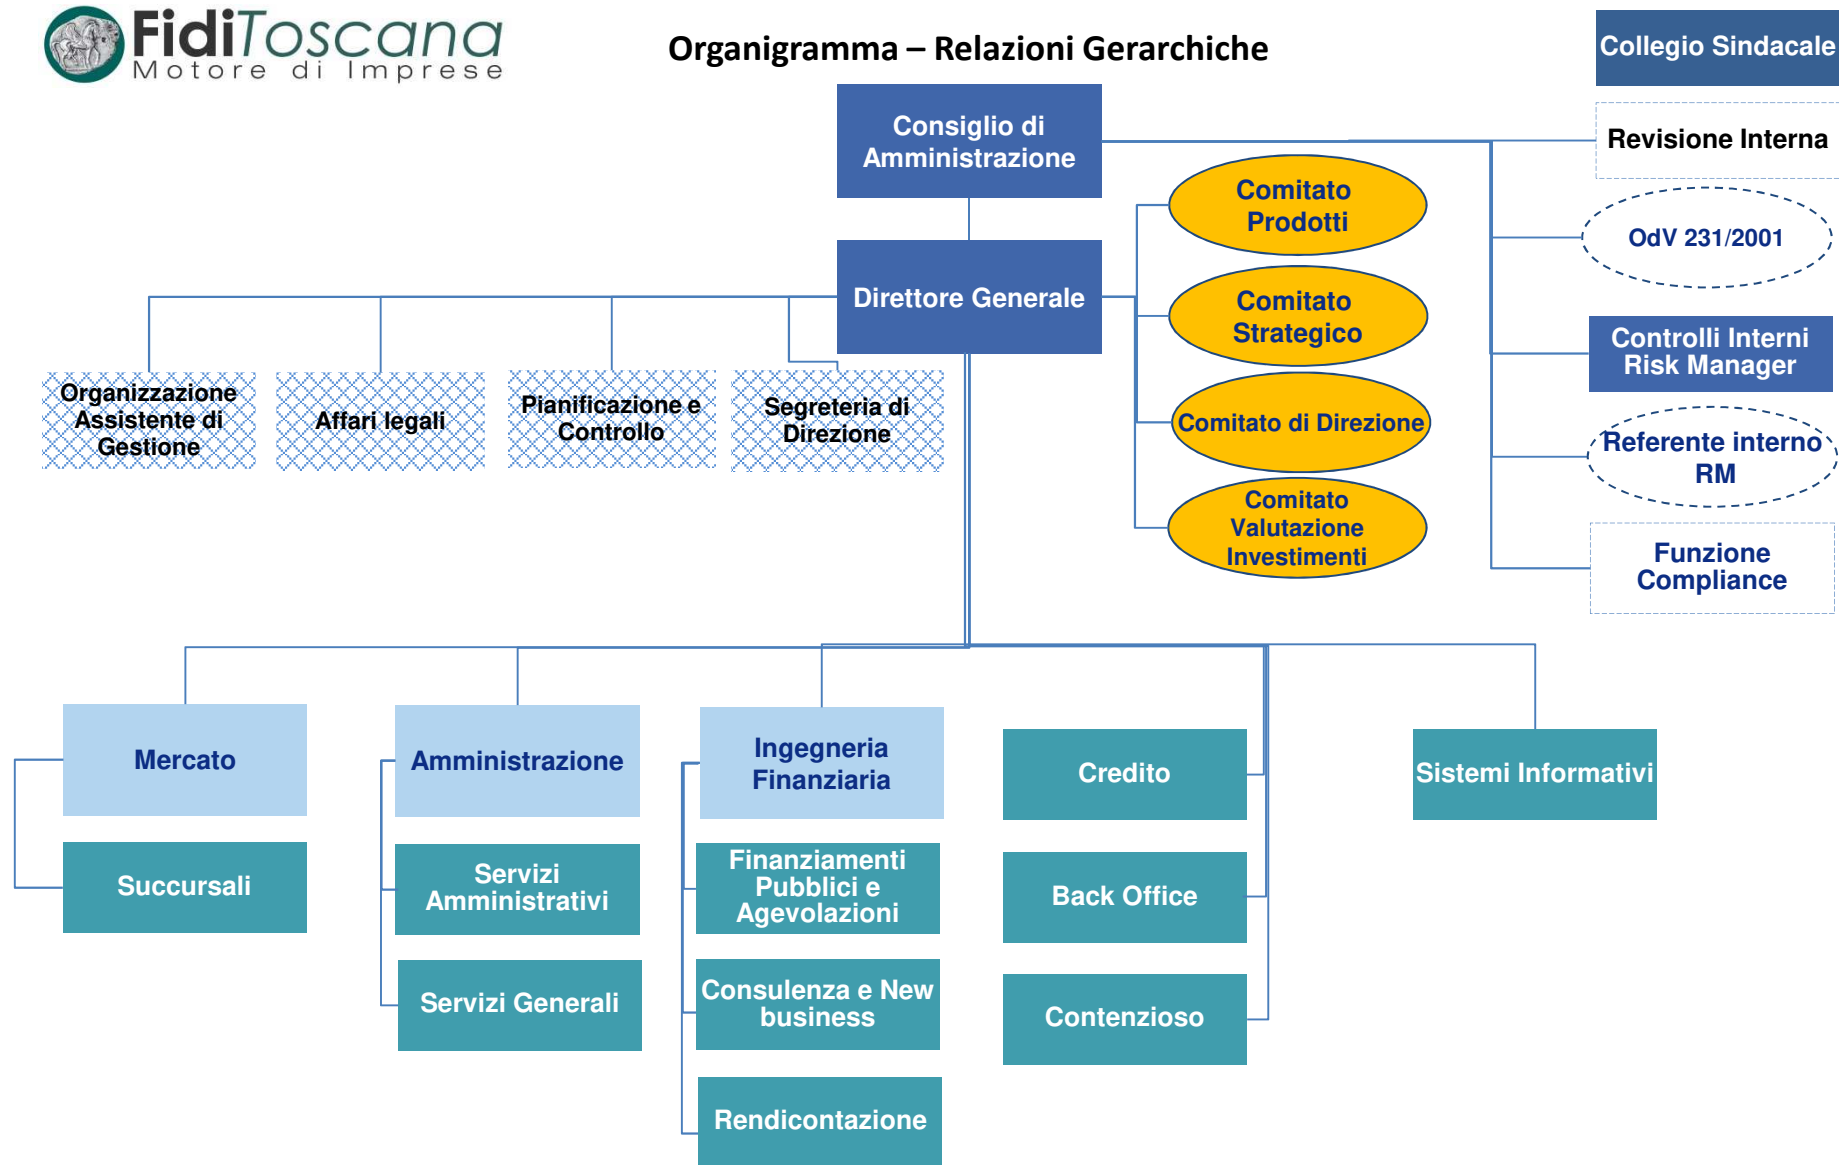 FidiToscana
Motore di Imprese
Organigramma – Relazioni Gerarchiche
Collegio Sindacale
Consiglio di
Amministrazione
Revisione Interna
Comitato
Prodotti
OdV 231/2001
Direttore Generale
Comitato
Strategico
Controlli Interni
Risk Manager
Organizzazione
Assistente di
Gestione
Affari legali
Pianificazione e
Controllo
Segreteria di
Direzione
Comitato di Direzione
Referente interno
RM
Comitato
Valutazione
Investimenti
Funzione
Compliance
Mercato
Amministrazione
Ingegneria
Finanziaria
Credito
Sistemi Informativi
Succursali
Servizi
Amministrativi
Finanziamenti
Pubblici e
Agevolazioni
Back Office
Servizi Generali
Consulenza e New
business
Contenzioso
Rendicontazione